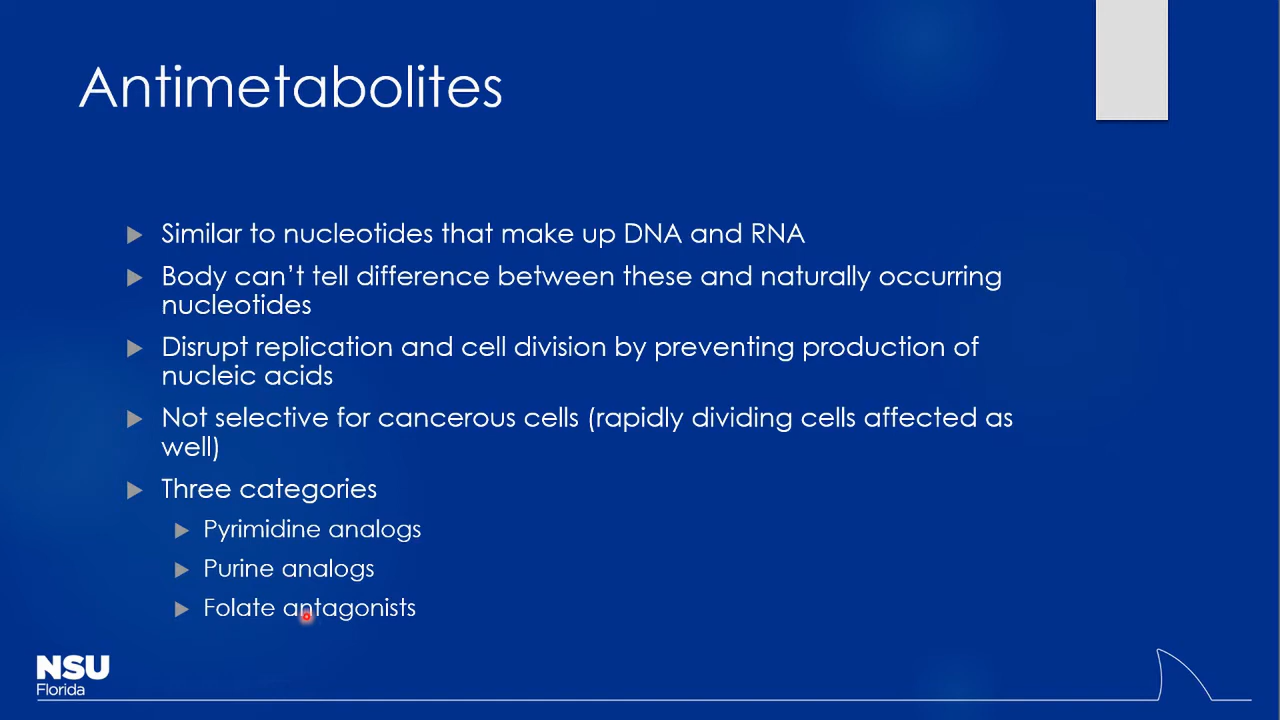 Antimetabolites
Similar to nucleotides that make up DNA and RNA
Body can’t tell difference between these and naturally occurring
nucleotides
Disrupt replication and cell division by preventing production of
nucleic acids
Not selective for cancerous cells (rapidly dividing cells affected as
well)
Three categories
Pyrimidine analogs
Purine analogs
Folate antagonists
NSU
Florida